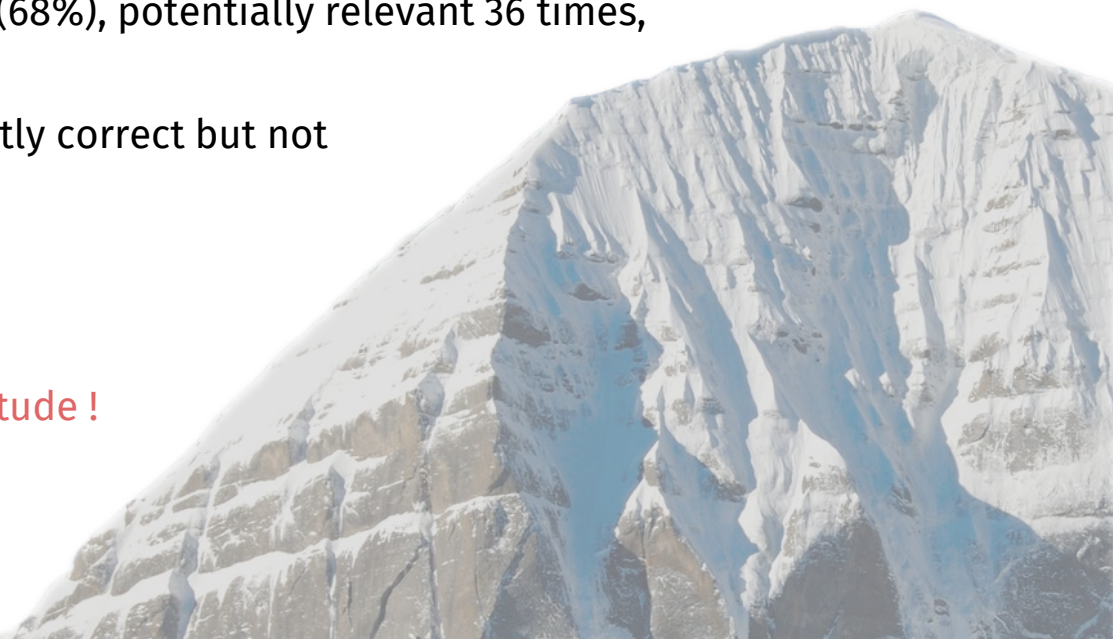 (68%), potentially relevant 36 times,
tly correct but not
tude !